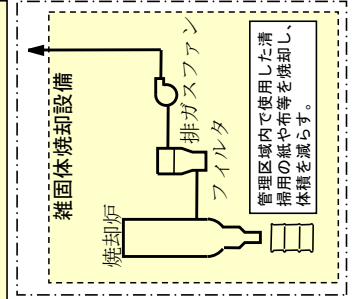 雑固体焼却設備
排ガスファン
フィルタ
焼却炉
管理区域内で使用した清
掃用の紙や布等を焼却し、
体積を減らす。